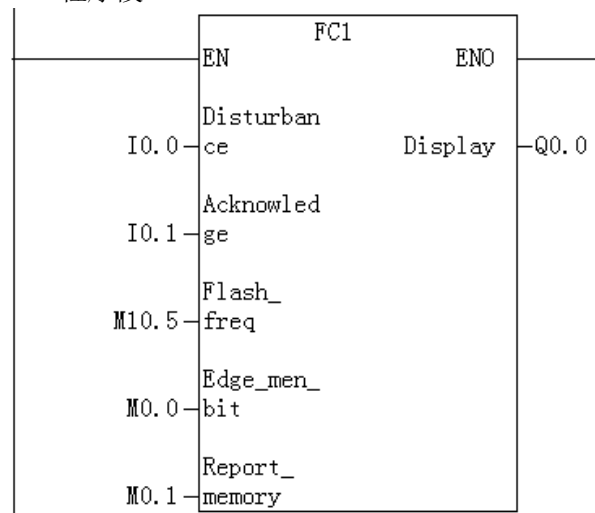 FC1
EN ENO
Disturban
I0.0 ce Display Q0.0
Acknowled
I0.1 ge
Flash_
M10.5 freq
Edge_men_
M0.0 bit
Report_
M0.1 memory